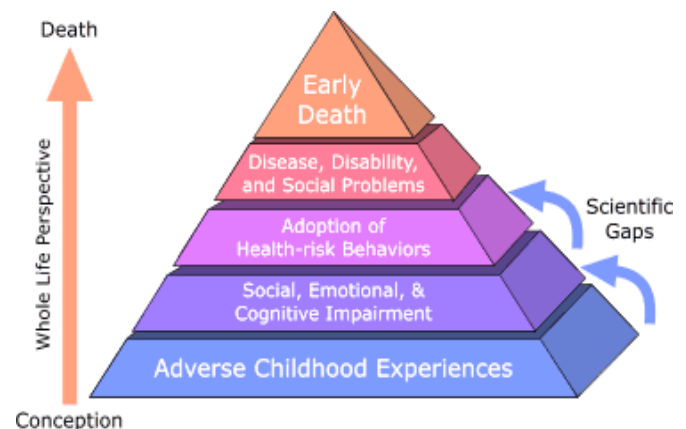 Death
Early
Death
Disease, Disability,
and Social Problems
Adoption of
Health-risk Behaviors
Social, Emotional, &
Cognitive Impairment
Adverse Childhood Experiences
Scientific
Gaps
Whole Life Perspective
Conception